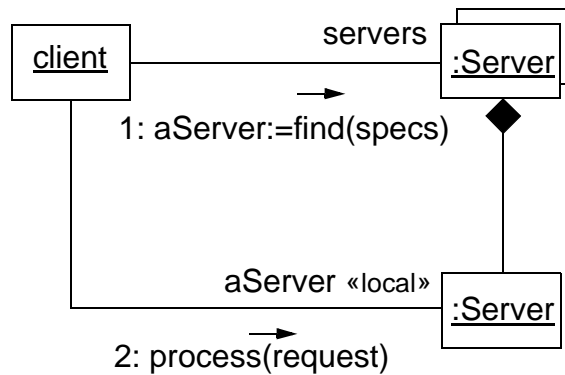 servers
client
:Server
1: aServer:=find(specs)
aServer «local»
:Server
2: process(request)